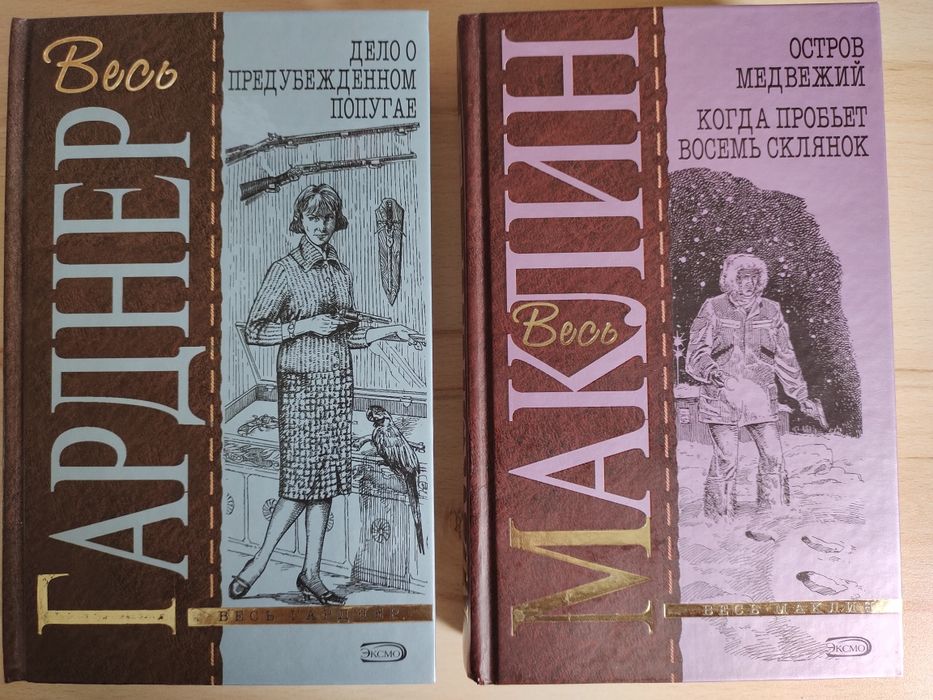 Весь
ГАРДНЕР
ДЕЛО О
ПРЕДУБЕЖДЕННОМ
ПОПУГАЕ
ВЕСЬ ГАРДНЕР
ЭКСМО
Весь
МАКЛИН
ОСТРОВ
МЕДВЕЖИЙ
КОГДА ПРОБЬЕТ
ВОСЕМЬ СКЛЯНОК
ВЕСЬ МАКЛИН
ЭКСМО